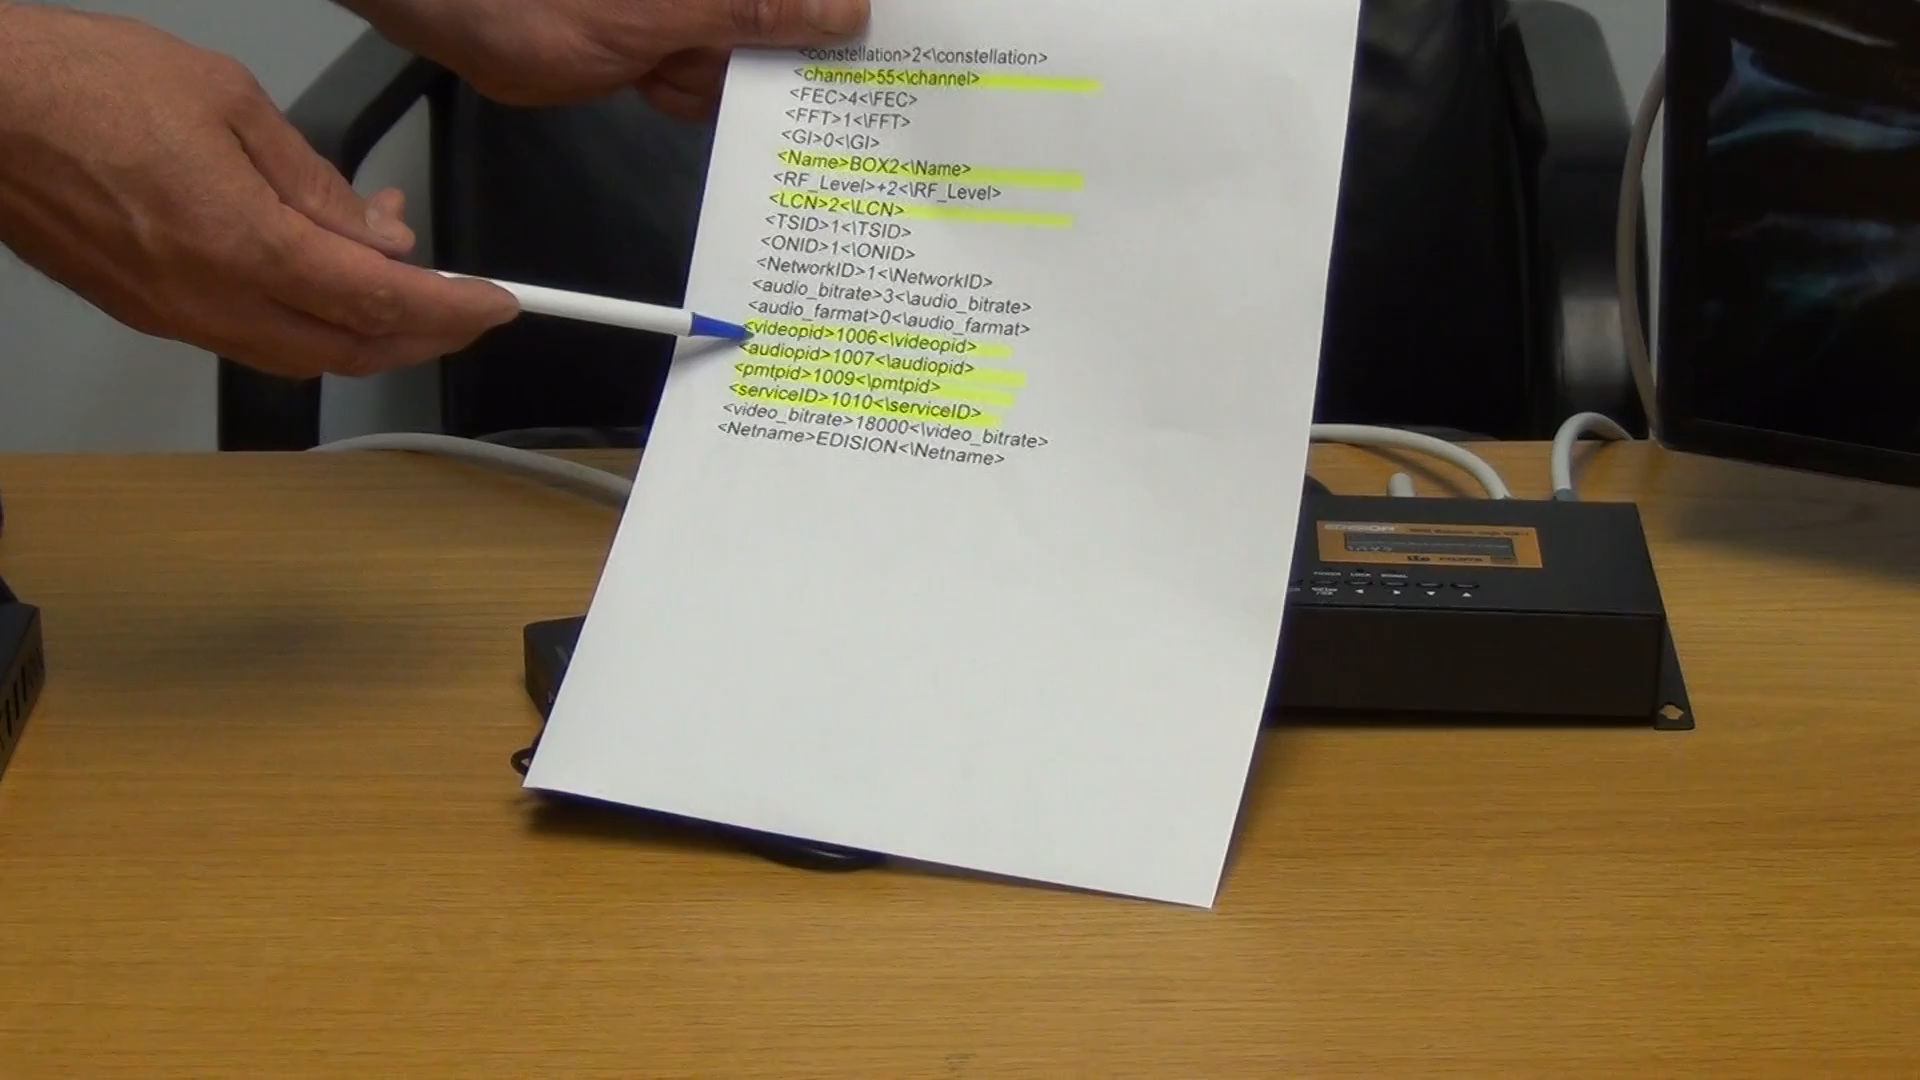 <constellation>2<\constellation>
<channel>55<\channel>
<FEC>4<\FEC>
<FFT>1<\FFT>
<GI>0<\GI>
<Name>BOX2<\Name>
<RF_Level>+2<\RF_Level>
<LCN>2<\LCN>
<TSID>1<\TSID>
<ONID>1<\ONID>
<NetworkID>1<\NetworkID>
<audio_bitrate>3<\audio_bitrate>
<audio_farmat>0<\audio_farmat>
<videopid>1006<\videopid>
<audiopid>1007<\audiopid>
<pmtpid>1009<\pmtpid>
<serviceID>1010<\serviceID>
<video_bitrate>18000<\video_bitrate>
<Netname>EDISION<\Netname>
EDISION